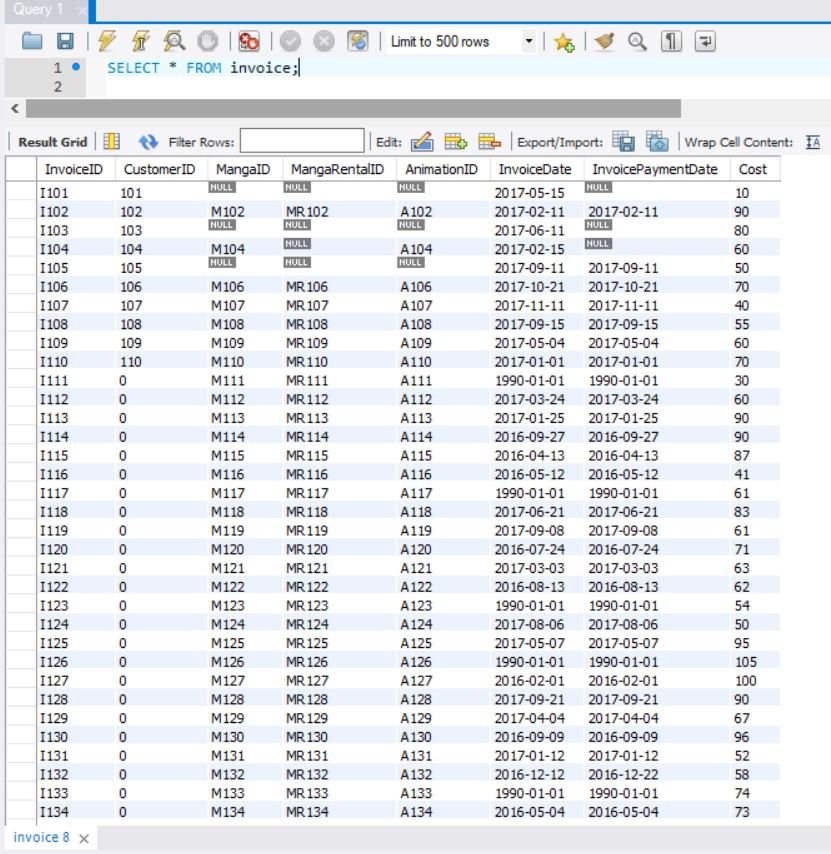 Query 1
Limit to 500 rows
1 SELECT * FROM invoice;
2
Result Grid Filter Rows: Edit: Export/Import: Wrap Cell Content:
InvoiceID CustomerID MangaID MangaRentalID AnimationID InvoiceDate InvoicePaymentDate Cost
I101 101 NULL NULL NULL 2017-05-15 NULL 10
I102 102 M102 MR102 A102 2017-02-11 2017-02-11 90
I103 103 NULL NULL NULL 2017-06-11 NULL 80
I104 104 M104 NULL A104 2017-02-15 NULL 60
I105 105 NULL NULL NULL 2017-09-11 2017-09-11 50
I106 106 M106 MR106 A106 2017-10-21 2017-10-21 70
I107 107 M107 MR107 A107 2017-11-11 2017-11-11 40
I108 108 M108 MR108 A108 2017-09-15 2017-09-15 55
I109 109 M109 MR109 A109 2017-05-04 2017-05-04 60
I110 110 M110 MR110 A110 2017-01-01 2017-01-01 70
I111 0 M111 MR111 A111 1990-01-01 1990-01-01 30
I112 0 M112 MR112 A112 2017-03-24 2017-03-24 60
I113 0 M113 MR113 A113 2017-01-25 2017-01-25 90
I114 0 M114 MR114 A114 2016-09-27 2016-09-27 90
I115 0 M115 MR115 A115 2016-04-13 2016-04-13 87
I116 0 M116 MR116 A116 2016-05-12 2016-05-12 41
I117 0 M117 MR117 A117 1990-01-01 1990-01-01 61
I118 0 M118 MR118 A118 2017-06-21 2017-06-21 83
I119 0 M119 MR119 A119 2017-09-08 2017-09-08 61
I120 0 M120 MR120 A120 2016-07-24 2016-07-24 71
I121 0 M121 MR121 A121 2017-03-03 2017-03-03 63
I122 0 M122 MR122 A122 2016-08-13 2016-08-13 62
I123 0 M123 MR123 A123 1990-01-01 1990-01-01 54
I124 0 M124 MR124 A124 2017-08-06 2017-08-06 50
I125 0 M125 MR125 A125 2017-05-07 2017-05-07 95
I126 0 M126 MR126 A126 1990-01-01 1990-01-01 105
I127 0 M127 MR127 A127 2016-02-01 2016-02-01 100
I128 0 M128 MR128 A128 2017-09-21 2017-09-21 90
I129 0 M129 MR129 A129 2017-04-04 2017-04-04 67
I130 0 M130 MR130 A130 2016-09-09 2016-09-09 96
I131 0 M131 MR131 A131 2017-01-12 2017-01-12 52
I132 0 M132 MR132 A132 2016-12-12 2016-12-22 58
I133 0 M133 MR133 A133 1990-01-01 1990-01-01 74
I134 0 M134 MR134 A134 2016-05-04 2016-05-04 73
invoice 8